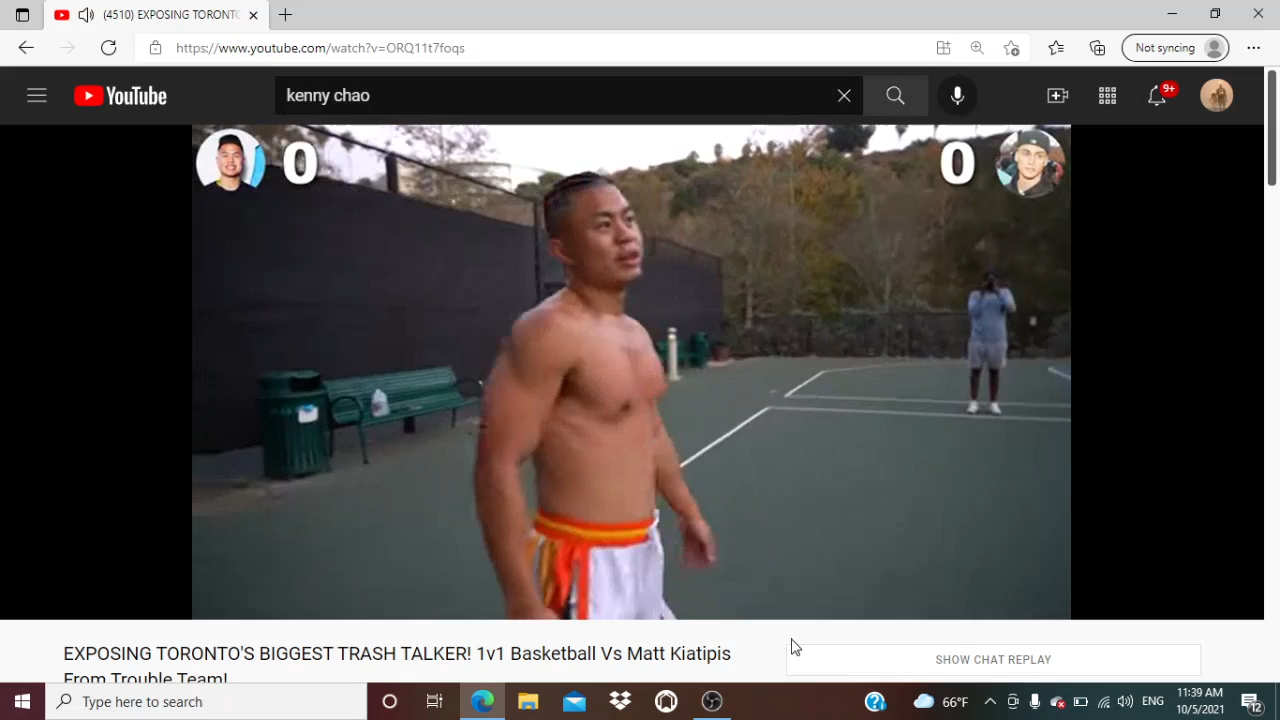 (4510) EXPOSING TORONTO
https://www.youtube.com/watch?v=ORQ11t7foqs
Not syncing
YouTube
kenny chao
9+
0
0
EXPOSING TORONTO'S BIGGEST TRASH TALKER! 1v1 Basketball Vs Matt Kiatipis
From Trouble Team!
SHOW CHAT REPLAY
Type here to search
66°F
ENG
11:39 AM
10/5/2021
12